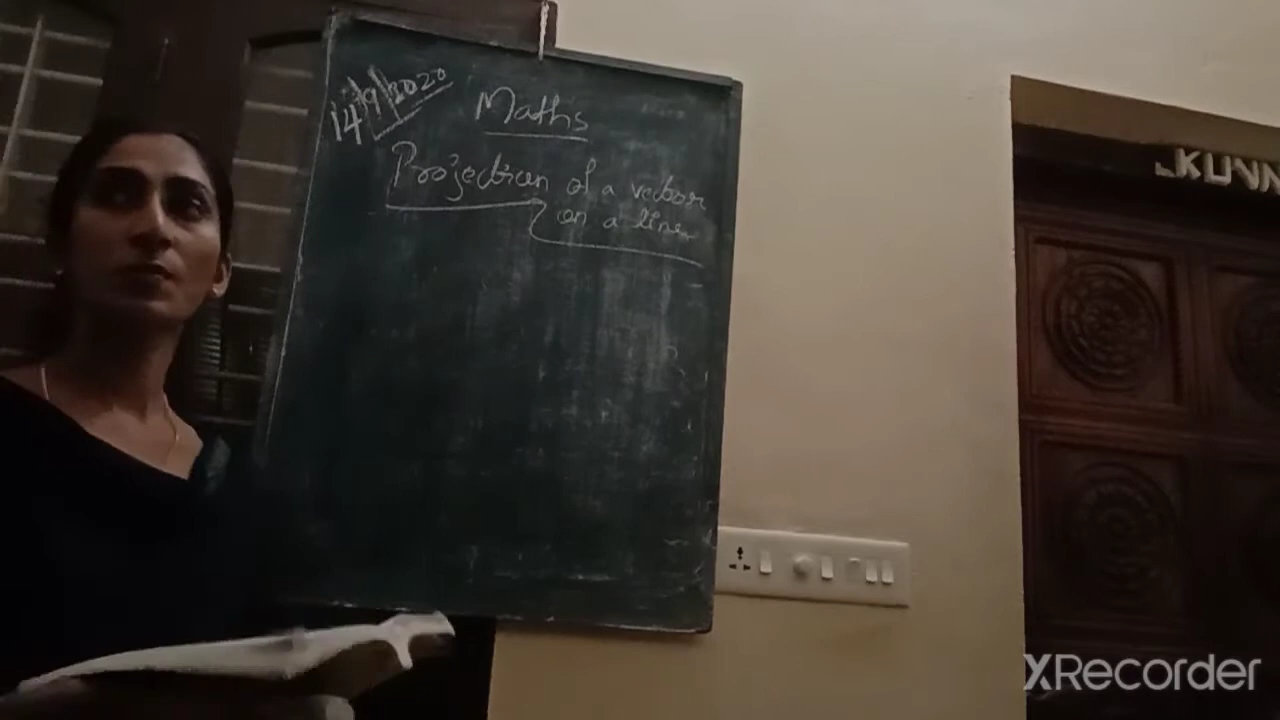 14/9/2020
Maths
Projection of a vector
on a line
KUNN
XRecorder